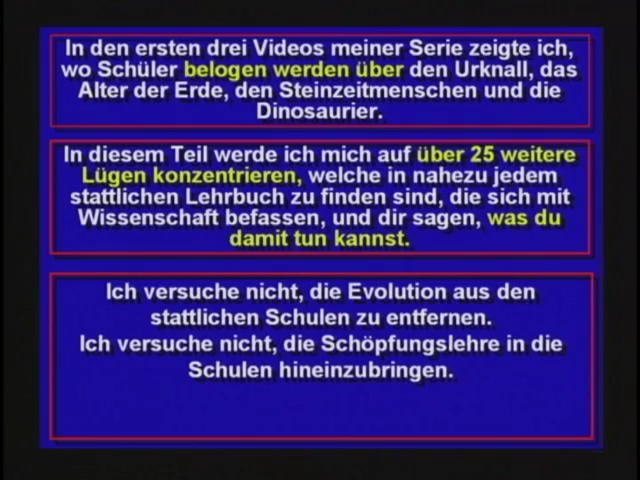 In den ersten drei Videos meiner Serie zeigte ich,
wo Schüler belogen werden über den Urknall, das
Alter der Erde, den Steinzeitmenschen und die
Dinosaurier.
In diesem Teil werde ich mich auf über 25 weitere
Lügen konzentrieren, welche in nahezu jedem
stattlichen Lehrbuch zu finden sind, die sich mit
Wissenschaft befassen, und dir sagen, was du
damit tun kannst.
Ich versuche nicht, die Evolution aus den
stattlichen Schulen zu entfernen.
Ich versuche nicht, die Schöpfungslehre in die
Schulen hineinzubringen.